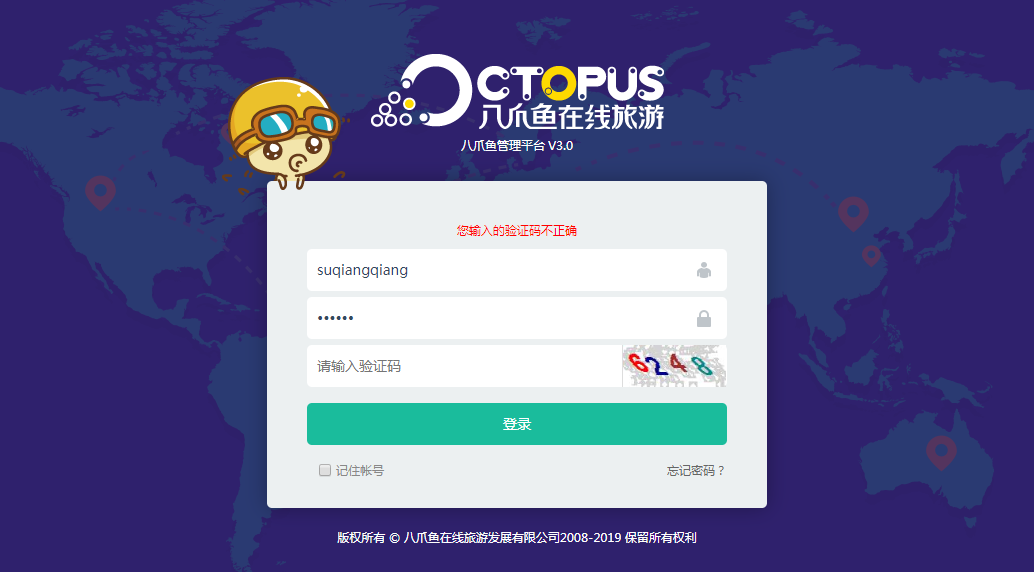 OCTOPUS
八爪鱼在线旅游
八爪鱼管理平台 V3.0
您输入的验证码不正确
suqiangqiang
••••••
请输入验证码 6248
登录
记住帐号 忘记密码？
版权所有 © 八爪鱼在线旅游发展有限公司2008-2019 保留所有权利